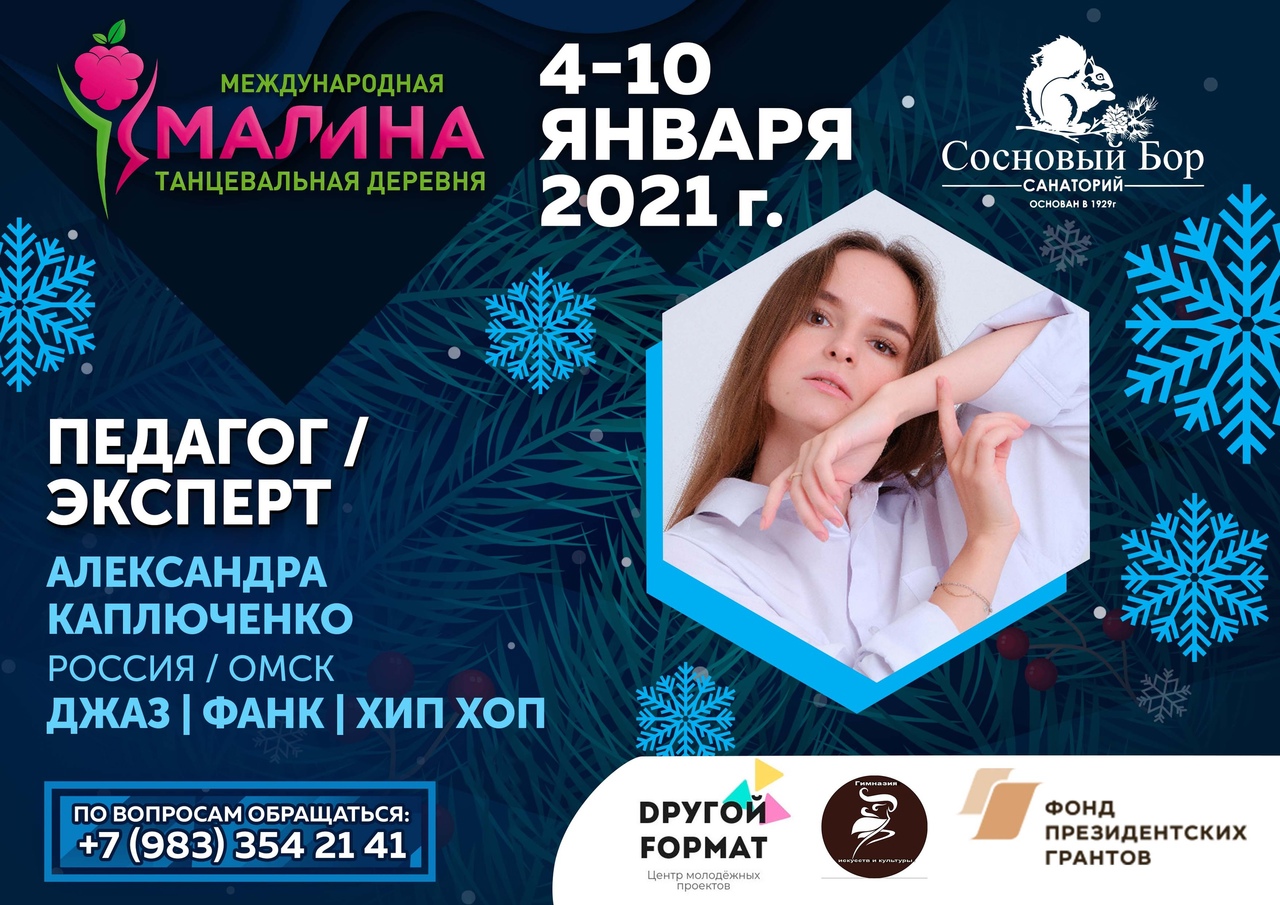 МЕЖДУНАРОДНАЯ
МАЛИНА
ТАНЦЕВАЛЬНАЯ ДЕРЕВНЯ
4-10
ЯНВАРЯ
2021 г.
Сосновый Бор
САНАТОРИЙ
ОСНОВАН В 1929г
ПЕДАГОГ /
ЭКСПЕРТ
АЛЕКСАНДРА
КАПЛЮЧЕНКО
РОССИЯ / ОМСК
ДЖАЗ | ФАНК | ХИП ХОП
ПО ВОПРОСАМ ОБРАЩАТЬСЯ:
+7 (983) 354 21 41
DРУГОЙ
FОРМАТ
Центр молодёжных
проектов
Гимназия
искусств и культуры
ФОНД
ПРЕЗИДЕНТСКИХ
ГРАНТОВ